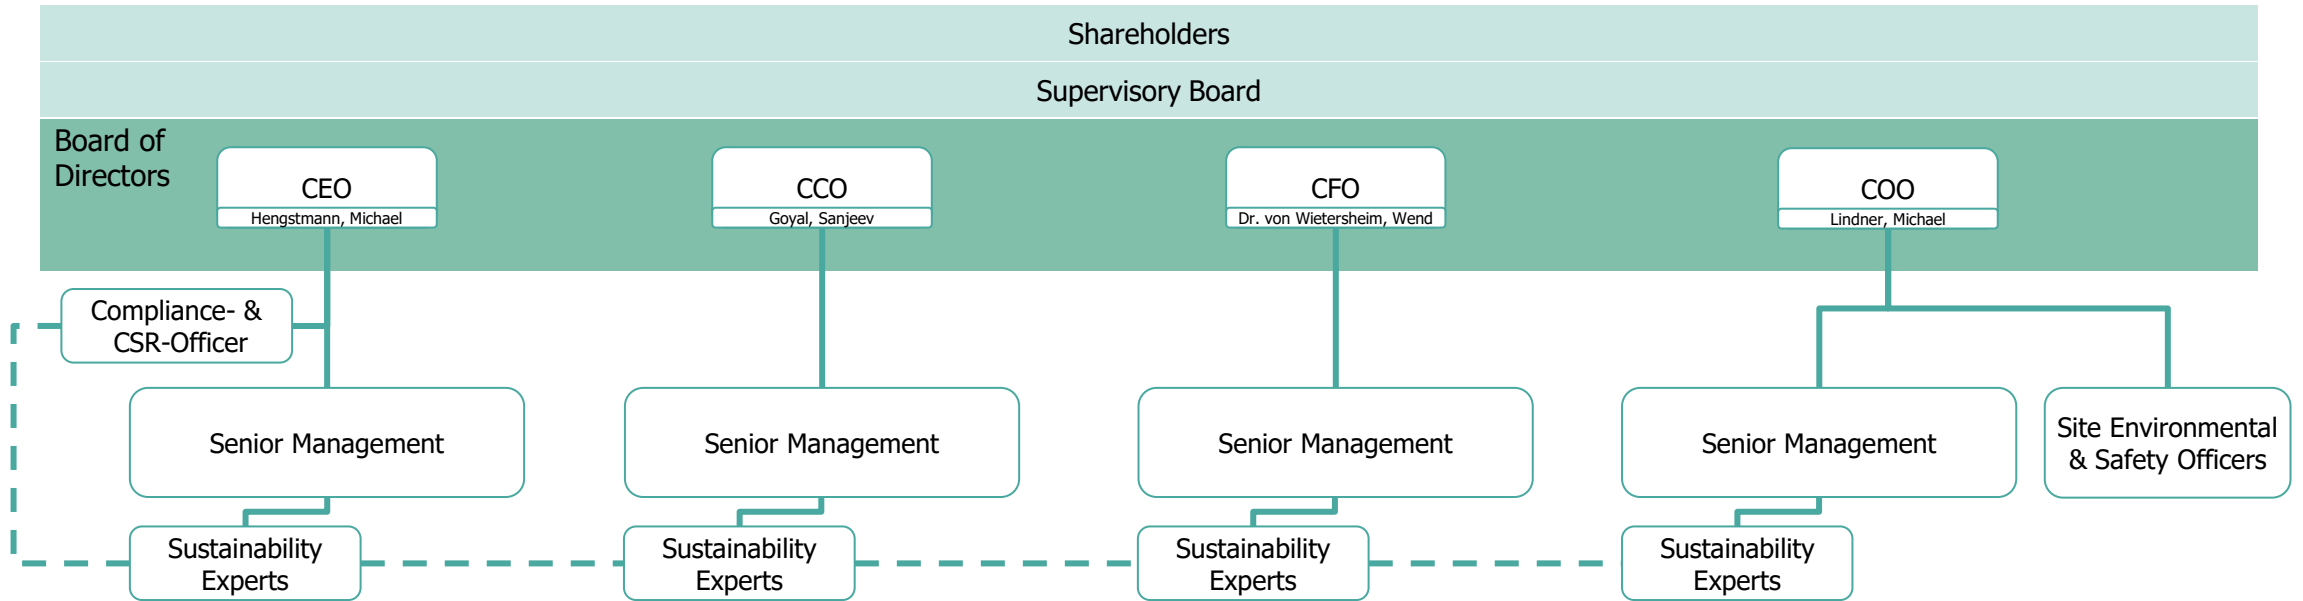 Shareholders
Supervisory Board
Board of
Directors
CEO
Hengstmann, Michael
CCO
Goyal, Sanjeev
CFO
Dr. von Wietersheim, Wend
COO
Lindner, Michael
Compliance- &
CSR-Officer
Senior Management
Senior Management
Senior Management
Senior Management
Site Environmental
& Safety Officers
Sustainability
Experts
Sustainability
Experts
Sustainability
Experts
Sustainability
Experts